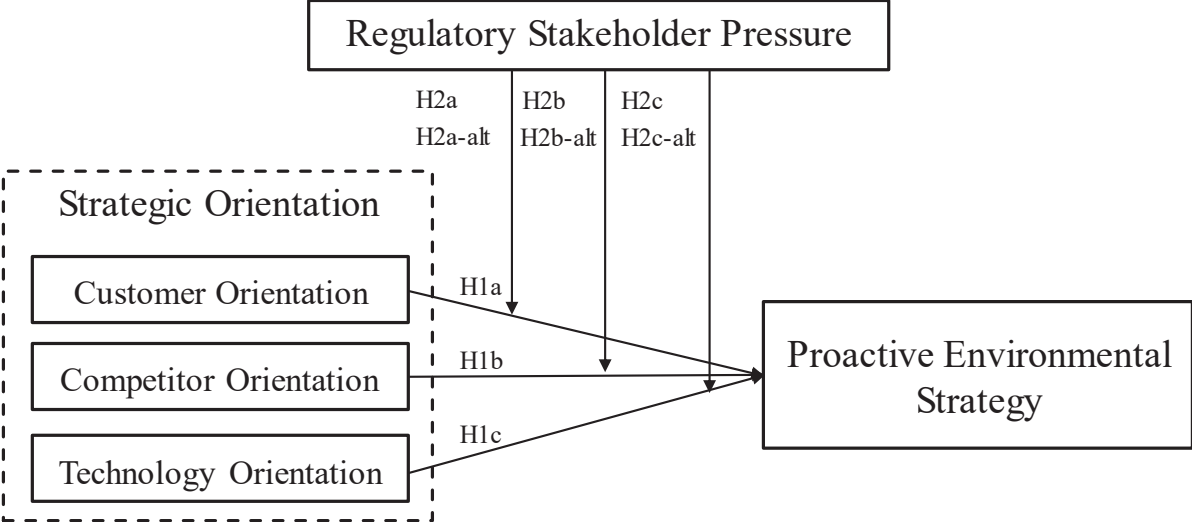 Regulatory Stakeholder Pressure
H2a H2b H2c
H2a-alt H2b-alt H2c-alt
Strategic Orientation
Customer Orientation
H1a
Competitor Orientation
H1b
Technology Orientation
H1c
Proactive Environmental
Strategy